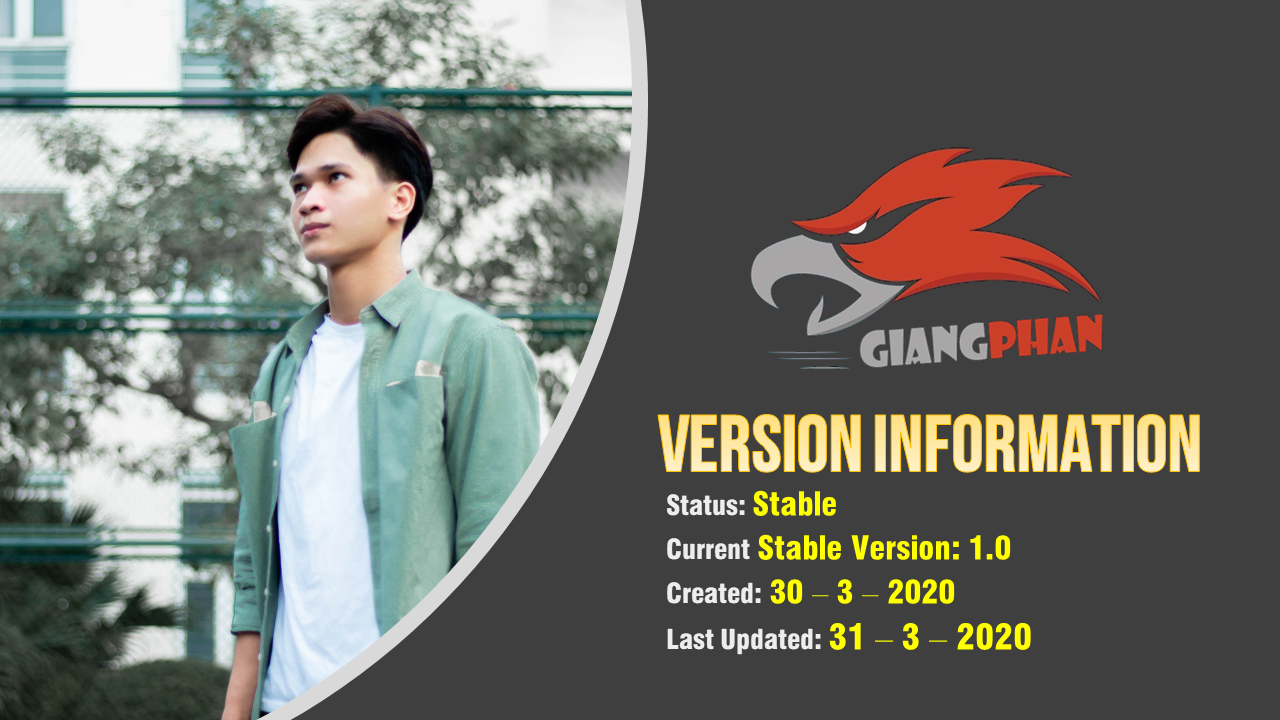 GIANGPHAN
VERSION INFORMATION
Status: Stable
Current Stable Version: 1.0
Created: 30 – 3 – 2020
Last Updated: 31 – 3 – 2020